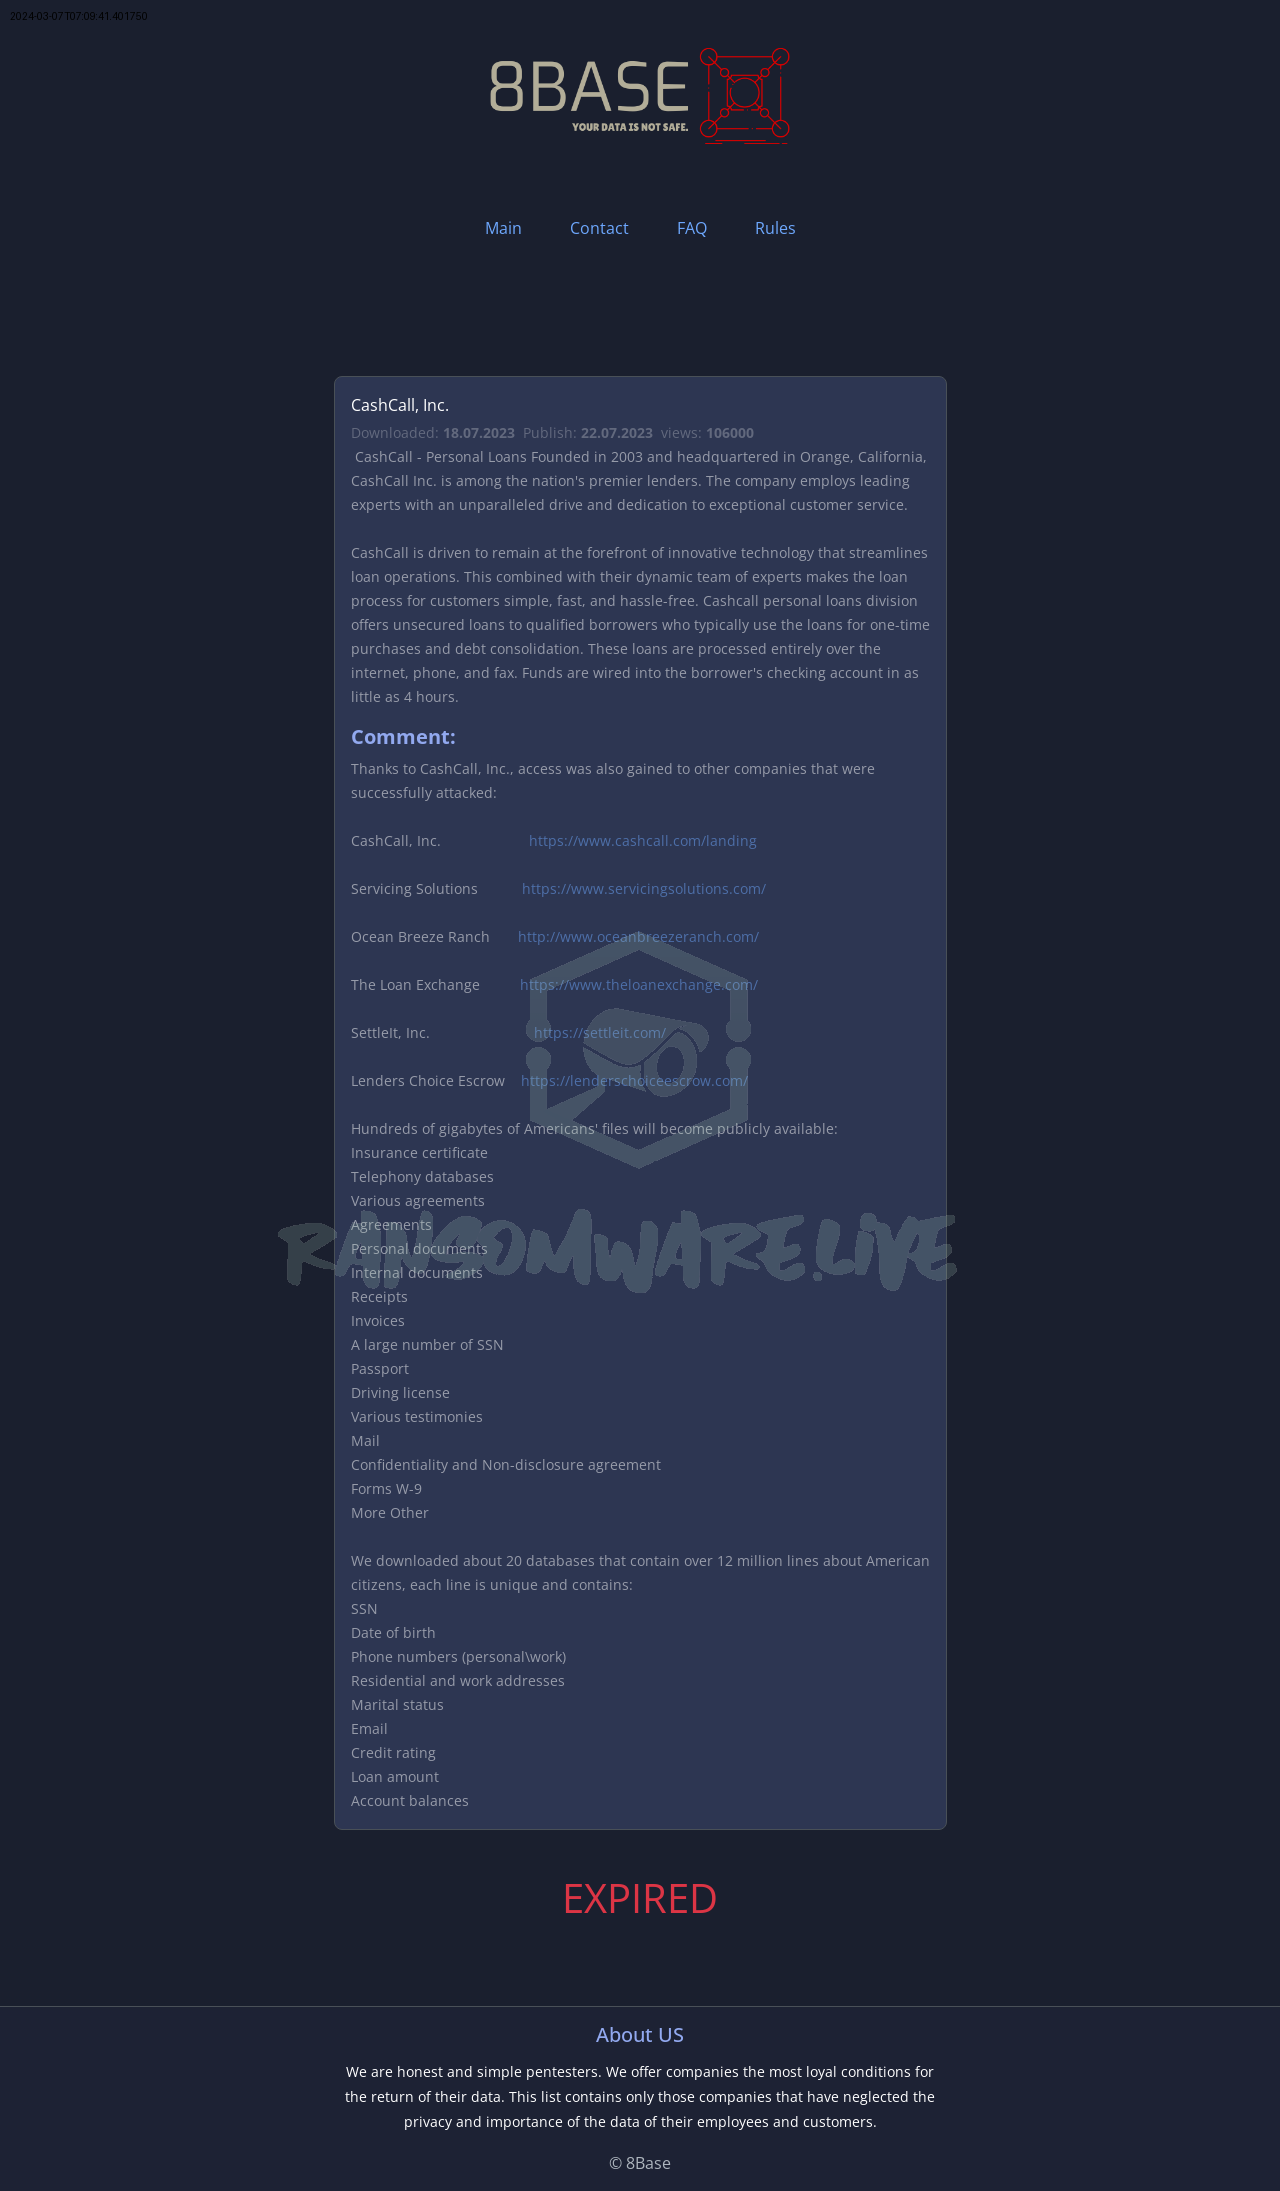 2024-03-07T07:09:41.401750
8BASE
YOUR DATA IS NOT SAFE.
Main Contact FAQ Rules
CashCall, Inc.
Downloaded: 18.07.2023 Publish: 22.07.2023 views: 106000
CashCall - Personal Loans Founded in 2003 and headquartered in Orange, California,
CashCall Inc. is among the nation's premier lenders. The company employs leading
experts with an unparalleled drive and dedication to exceptional customer service.
CashCall is driven to remain at the forefront of innovative technology that streamlines
loan operations. This combined with their dynamic team of experts makes the loan
process for customers simple, fast, and hassle-free. Cashcall personal loans division
offers unsecured loans to qualified borrowers who typically use the loans for one-time
purchases and debt consolidation. These loans are processed entirely over the
internet, phone, and fax. Funds are wired into the borrower's checking account in as
little as 4 hours.
Comment:
Thanks to CashCall, Inc., access was also gained to other companies that were
successfully attacked:
CashCall, Inc. https://www.cashcall.com/landing
Servicing Solutions https://www.servicingsolutions.com/
Ocean Breeze Ranch http://www.oceanbreezeranch.com/
The Loan Exchange https://www.theloanexchange.com/
SettleIt, Inc. https://settleit.com/
Lenders Choice Escrow https://lenderschoiceescrow.com/
Hundreds of gigabytes of Americans' files will become publicly available:
Insurance certificate
Telephony databases
Various agreements
Agreements
RANSOMWARE.LIVE
Personal documents
Internal documents
Receipts
Invoices
A large number of SSN
Passport
Driving license
Various testimonies
Mail
Confidentiality and Non-disclosure agreement
Forms W-9
More Other
We downloaded about 20 databases that contain over 12 million lines about American
citizens, each line is unique and contains:
SSN
Date of birth
Phone numbers (personal\work)
Residential and work addresses
Marital status
Email
Credit rating
Loan amount
Account balances
EXPIRED
About US
We are honest and simple pentesters. We offer companies the most loyal conditions for
the return of their data. This list contains only those companies that have neglected the
privacy and importance of the data of their employees and customers.
© 8Base